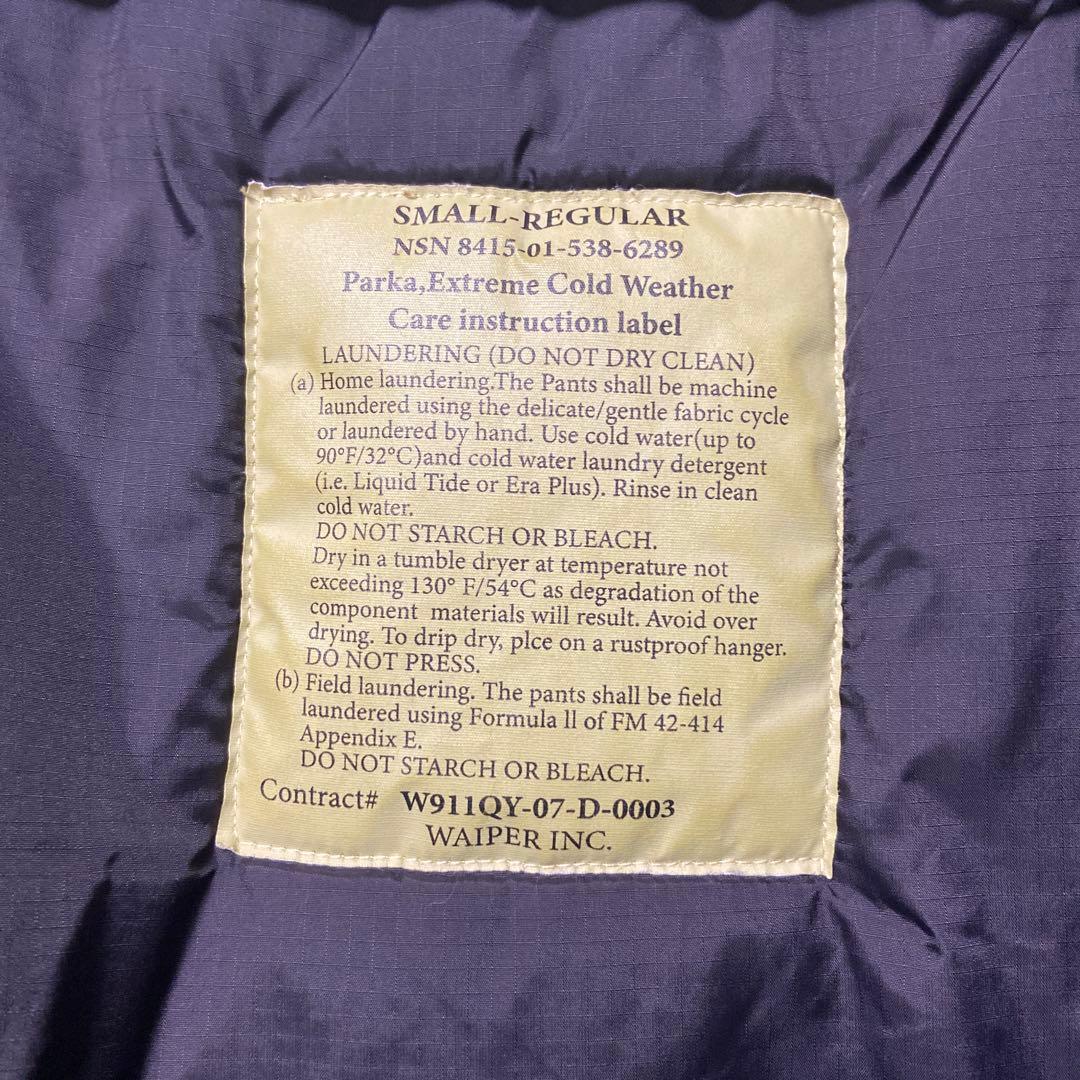 SMALL-REGULAR
NSN 8415-01-538-6289
Parka,Extreme Cold Weather
Care instruction label
LAUNDERING (DO NOT DRY CLEAN)
(a) Home laundering.The Pants shall be machine
laundered using the delicate/gentle fabric cycle
or laundered by hand. Use cold water(up to
90°F/32°C)and cold water laundry detergent
(i.e. Liquid Tide or Era Plus). Rinse in clean
cold water.
DO NOT STARCH OR BLEACH.
Dry in a tumble dryer at temperature not
exceeding 130° F/54°C as degradation of the
component materials will result. Avoid over
drying. To drip dry, plce on a rustproof hanger.
DO NOT PRESS.
(b) Field laundering. The pants shall be field
laundered using Formula ll of FM 42-414
Appendix E.
DO NOT STARCH OR BLEACH.
Contract# W911QY-07-D-0003
WAIPER INC.